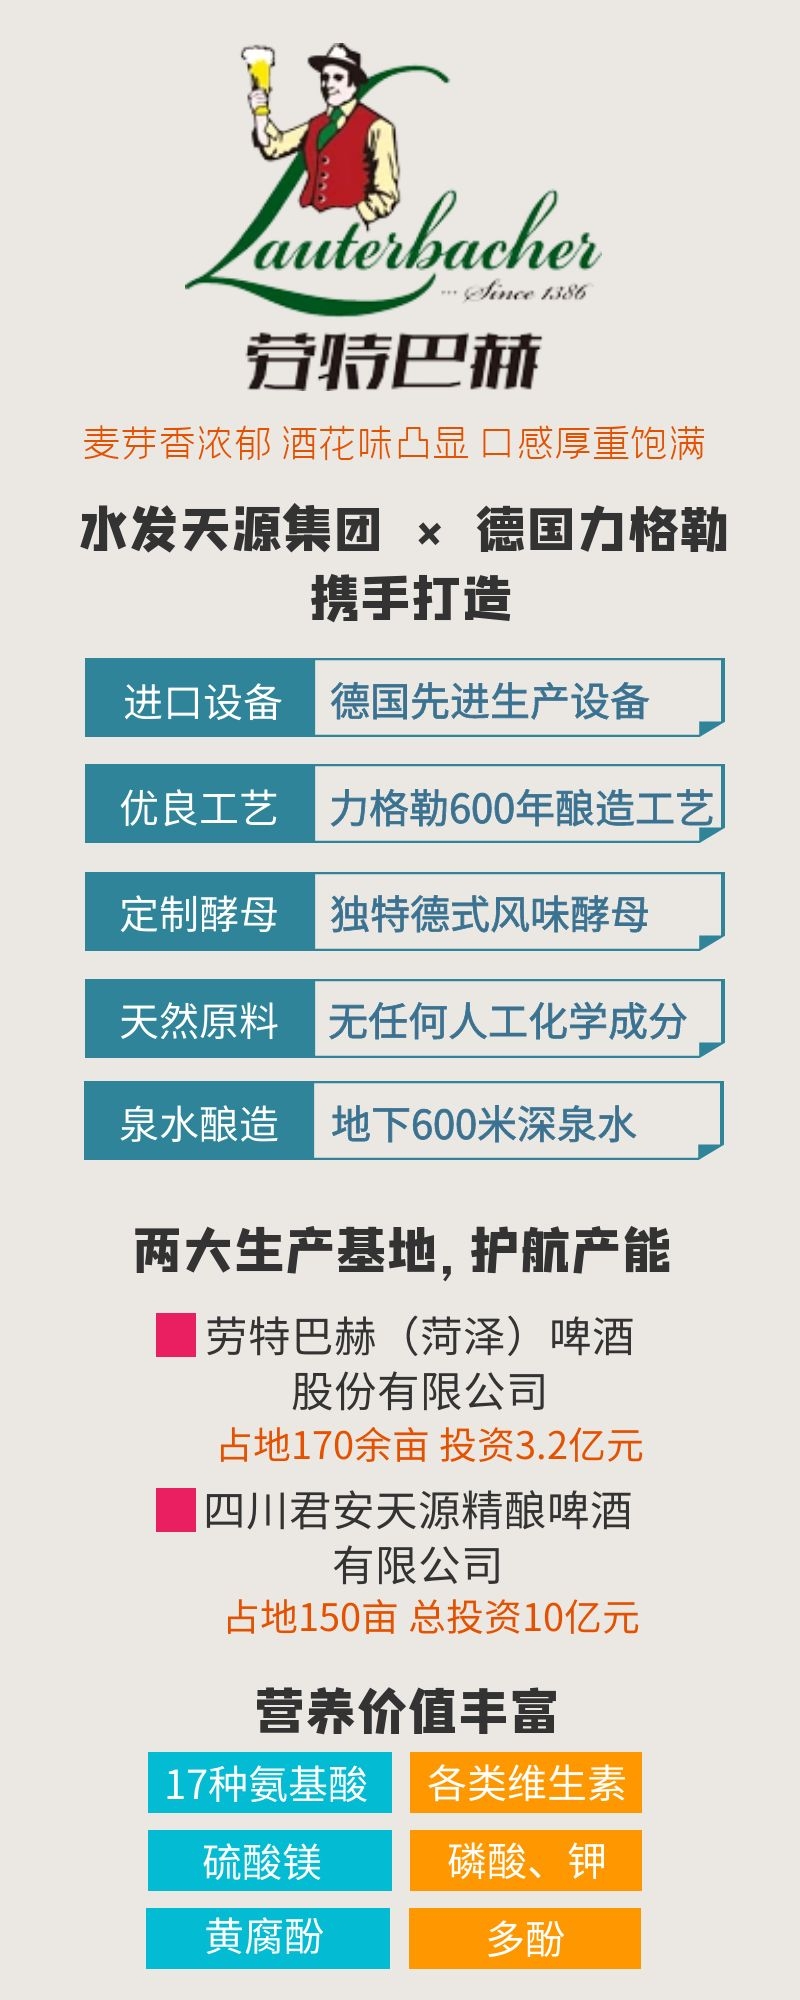 Lauterbacher
··· Since 1386
劳特巴赫
麦芽香浓郁 酒花味凸显 口感厚重饱满
水发天源集团 × 德国力格勒
携手打造
进口设备 德国先进生产设备
优良工艺 力格勒600年酿造工艺
定制酵母 独特德式风味酵母
天然原料 无任何人工化学成分
泉水酿造 地下600米深泉水
两大生产基地,护航产能
劳特巴赫（菏泽）啤酒
股份有限公司
占地170余亩 投资3.2亿元
四川君安天源精酿啤酒
有限公司
占地150亩 总投资10亿元
营养价值丰富
17种氨基酸 各类维生素
硫酸镁 磷酸、钾
黄腐酚 多酚